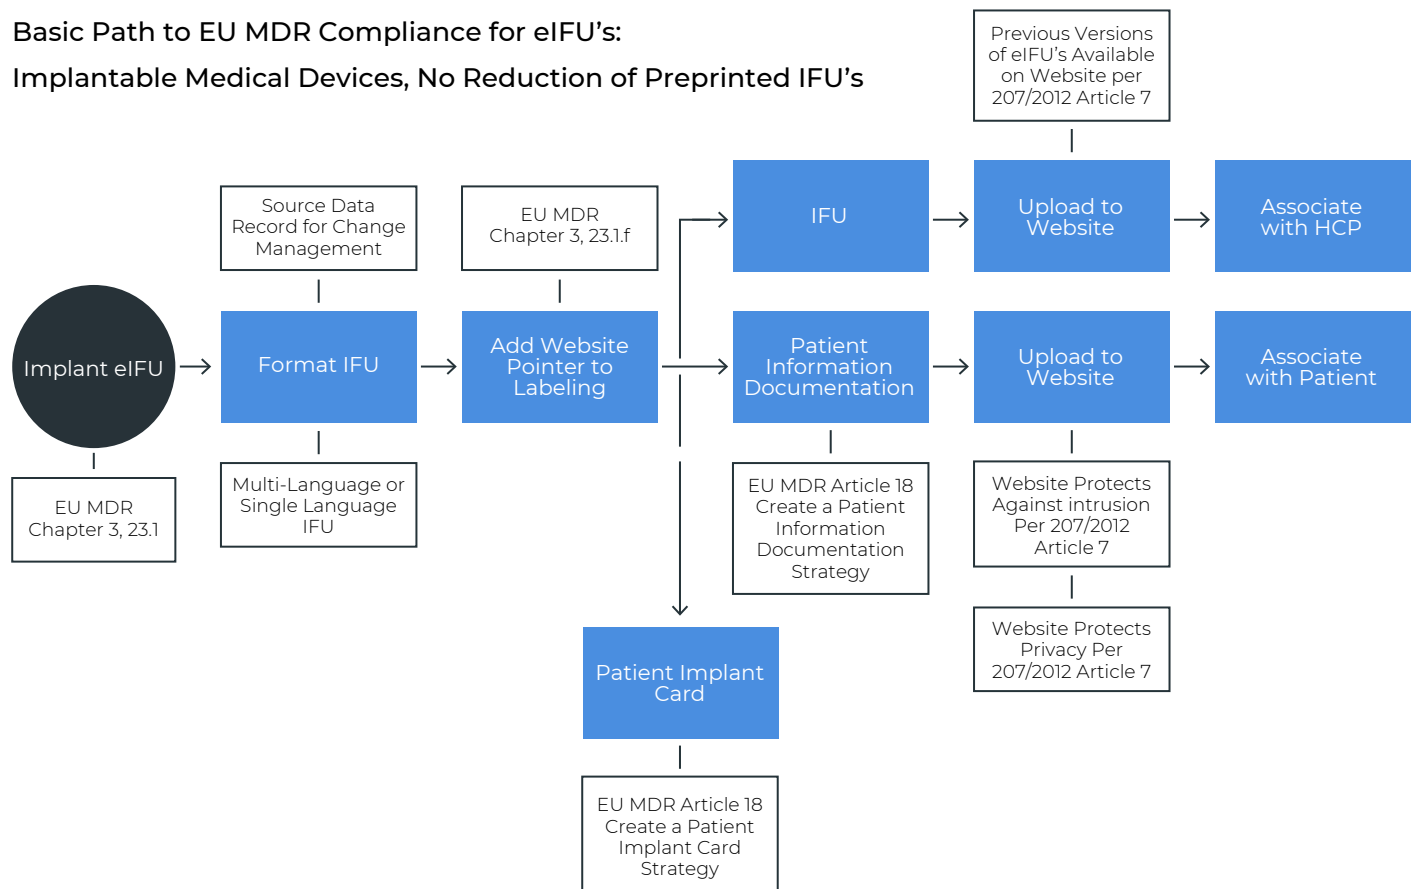 Basic Path to EU MDR Compliance for eIFU's:
Implantable Medical Devices, No Reduction of Preprinted IFU's
Previous Versions
of eIFU's Available
on Website per
207/2012 Article 7
Source Data
Record for Change
Management
EU MDR
Chapter 3, 23.1.f
IFU
Upload to
Website
Associate
with HCP
Implant eIFU
Format IFU
Add Website
Pointer to
Labeling
Patient
Information
Documentation
Upload to
Website
Associate
with Patient
EU MDR
Chapter 3, 23.1
Multi-Language or
Single Language
IFU
EU MDR Article 18
Create a Patient
Information
Documentation
Strategy
Website Protects
Against intrusion
Per 207/2012
Article 7
Website Protects
Privacy Per
207/2012 Article 7
Patient Implant
Card
EU MDR Article 18
Create a Patient
Implant Card
Strategy